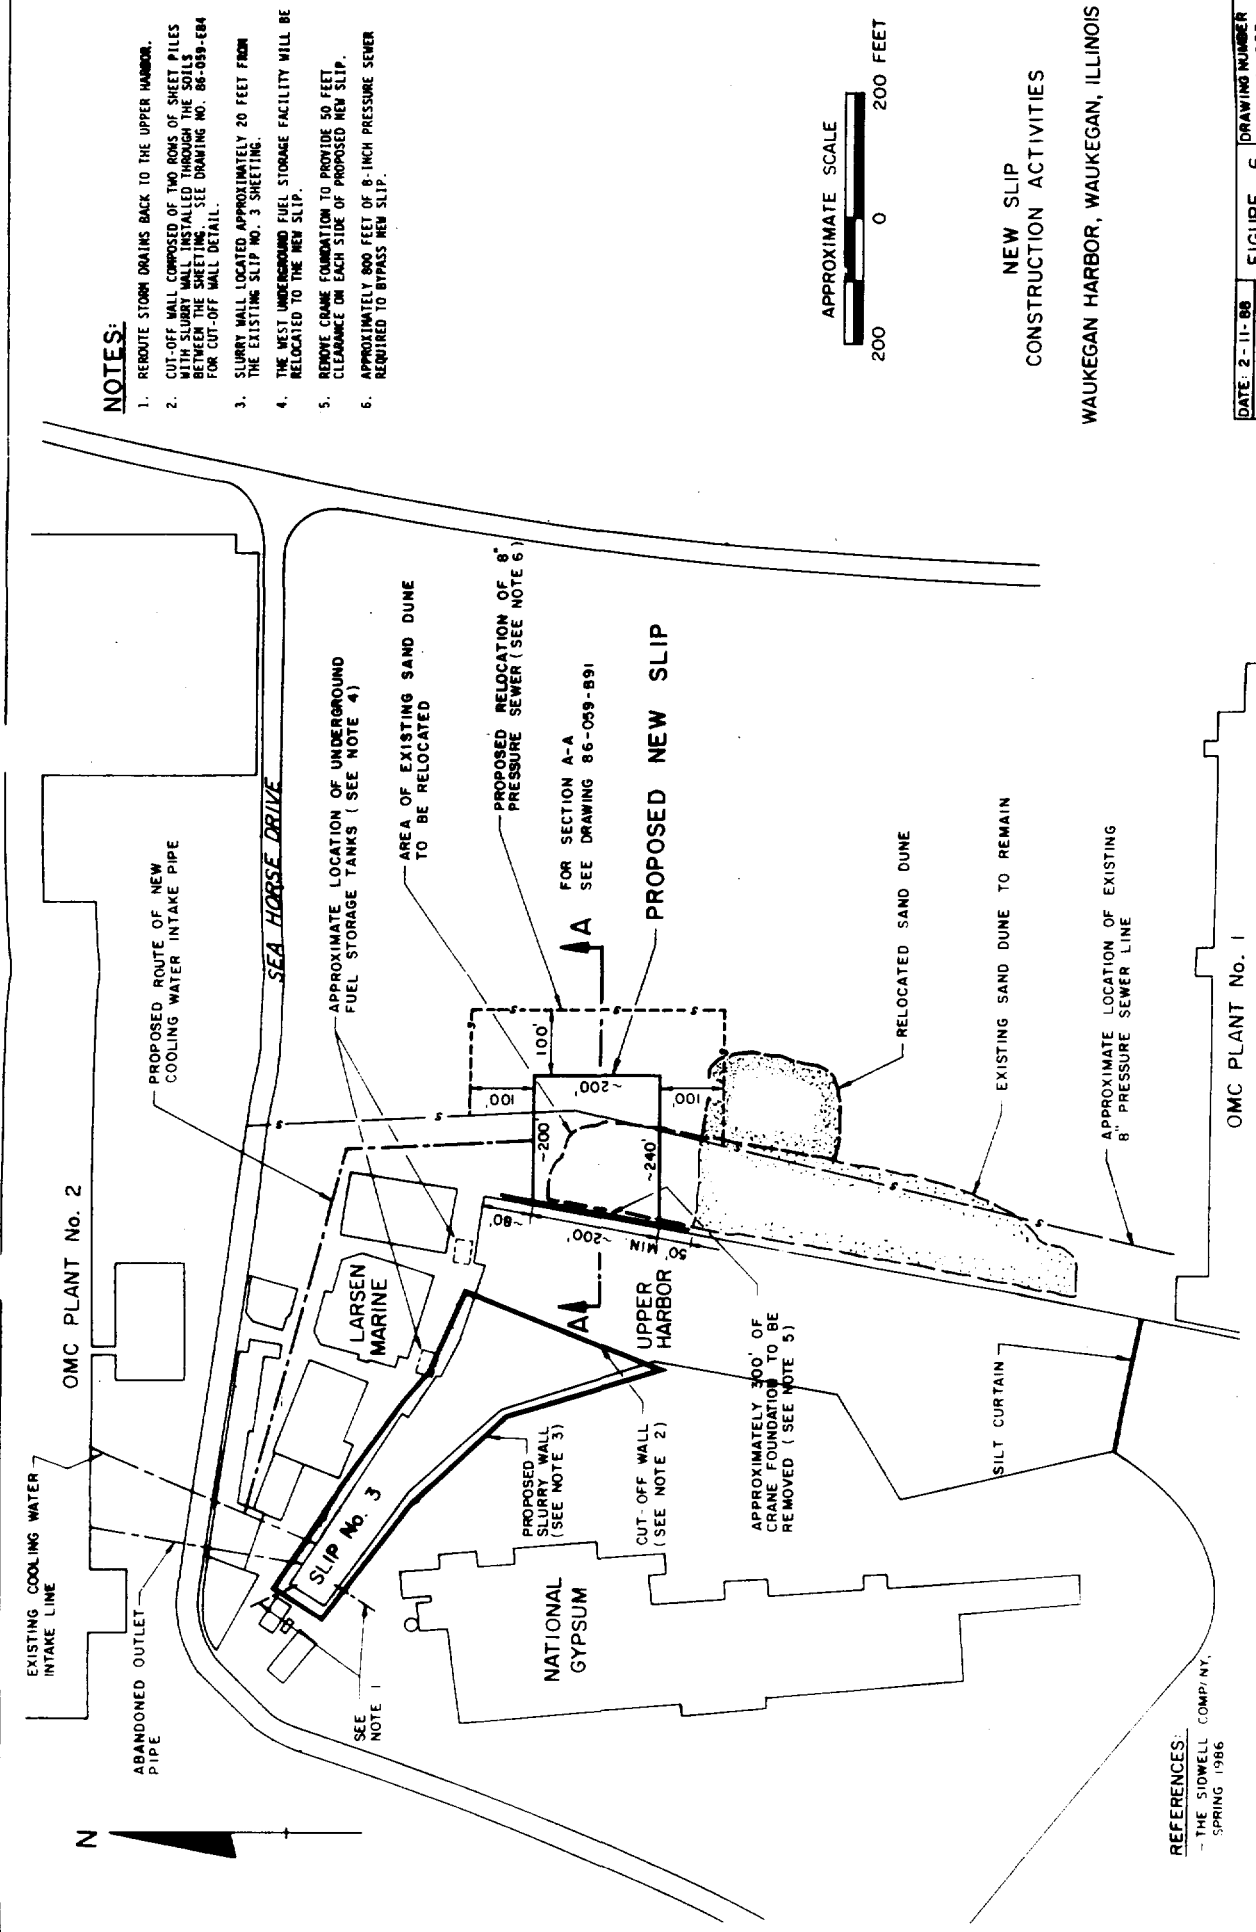 NOTES:
1. REROUTE STORM DRAINS BACK TO THE UPPER HARBOR.
2. CUT-OFF WALL COMPOSED OF TWO ROWS OF SHEET PILES
WITH SLURRY WALL INSTALLED THROUGH THE SOILS
BETWEEN THE SHEETING. SEE DRAWING NO. 86-059-E84
FOR CUT-OFF WALL DETAIL.
3. SLURRY WALL LOCATED APPROXIMATELY 20 FEET FROM
THE EXISTING SLIP NO. 3 SHEETING.
4. THE WEST UNDERGROUND FUEL STORAGE FACILITY WILL BE
RELOCATED TO THE NEW SLIP.
5. REMOVE CRANE FOUNDATION TO PROVIDE 50 FEET
CLEARANCE ON EACH SIDE OF PROPOSED NEW SLIP.
6. APPROXIMATELY 800 FEET OF 8-INCH PRESSURE SEWER
REQUIRED TO BYPASS NEW SLIP.
APPROXIMATE SCALE
200 0 200 FEET
NEW SLIP
CONSTRUCTION ACTIVITIES
WAUKEGAN HARBOR, WAUKEGAN, ILLINOIS
DATE: 2-11-88
FIGURE 6
DRAWING NUMBER
N
EXISTING COOLING WATER
INTAKE LINE
ABANDONED OUTLET
PIPE
SEE
NOTE 1
OMC PLANT No. 2
PROPOSED ROUTE OF NEW
COOLING WATER INTAKE PIPE
SEA HORSE DRIVE
APPROXIMATE LOCATION OF UNDERGROUND
FUEL STORAGE TANKS (SEE NOTE 4)
AREA OF EXISTING SAND DUNE
TO BE RELOCATED
PROPOSED RELOCATION OF 8"
PRESSURE SEWER (SEE NOTE 6)
LARSEN
MARINE
SLIP No. 3
PROPOSED
SLURRY WALL
(SEE NOTE 3)
CUT-OFF WALL
(SEE NOTE 2)
UPPER
HARBOR
A
A
FOR SECTION A-A
SEE DRAWING 86-059-B91
PROPOSED NEW SLIP
100'
100'
100'
~200'
~200'
~240'
~80'
~200'
50' MIN
S
S
S
S
S
S
S
S
S
S
APPROXIMATELY 300' OF
CRANE FOUNDATION TO BE
REMOVED (SEE NOTE 5)
RELOCATED SAND DUNE
EXISTING SAND DUNE TO REMAIN
APPROXIMATE LOCATION OF EXISTING
8" PRESSURE SEWER LINE
SILT CURTAIN
NATIONAL
GYPSUM
OMC PLANT No. 1
REFERENCES:
- THE SIDWELL COMPANY,
SPRING 1986